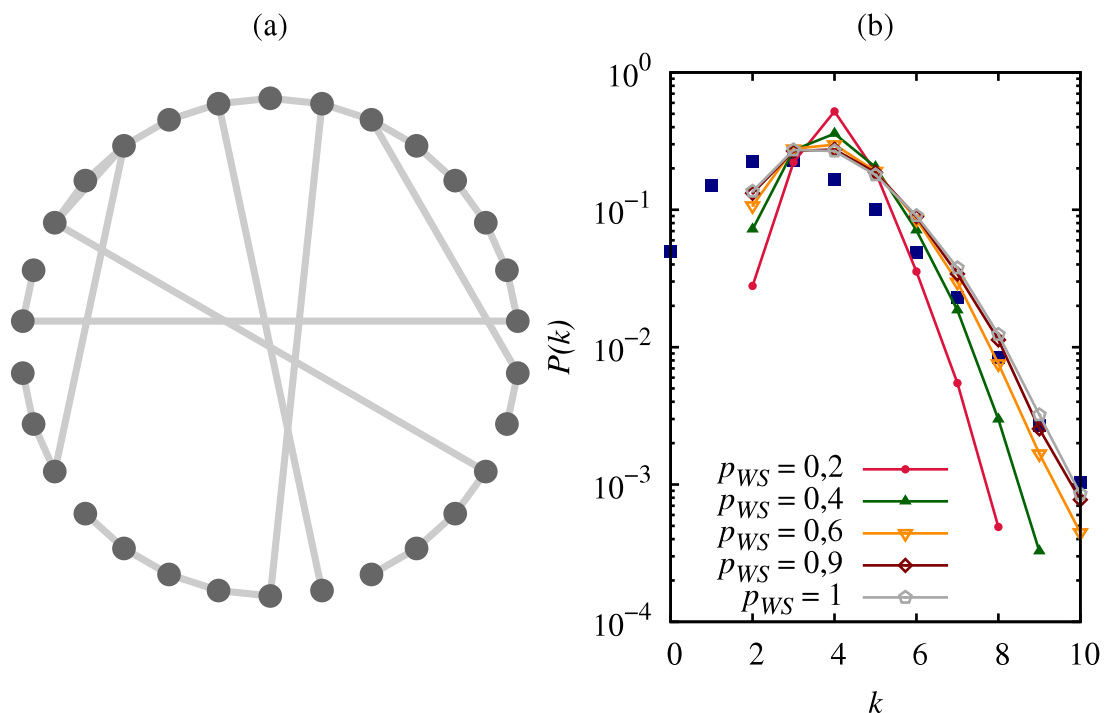 (a)
(b)
10^0
10^-1
10^-2
10^-3
10^-4
P(k)
p_WS = 0,2
p_WS = 0,4
p_WS = 0,6
p_WS = 0,9
p_WS = 1
0 2 4 6 8 10
k